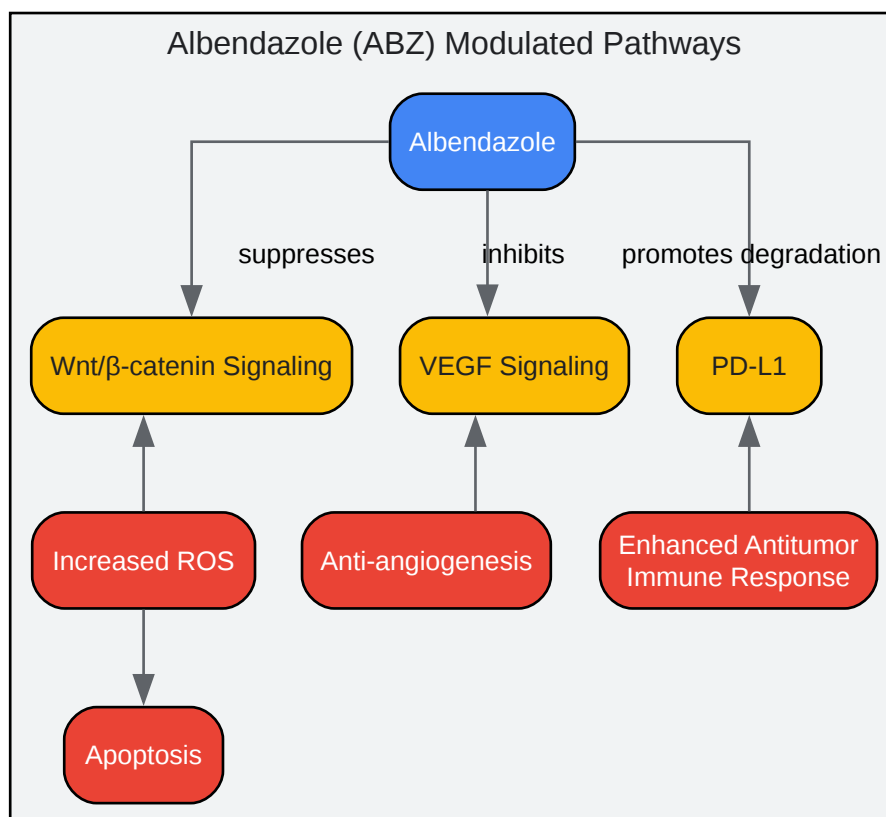 Albendazole (ABZ) Modulated Pathways
Albendazole
suppresses
inhibits
promotes degradation
Wnt/β-catenin Signaling
VEGF Signaling
PD-L1
Increased ROS
Anti-angiogenesis
Enhanced Antitumor
Immune Response
Apoptosis